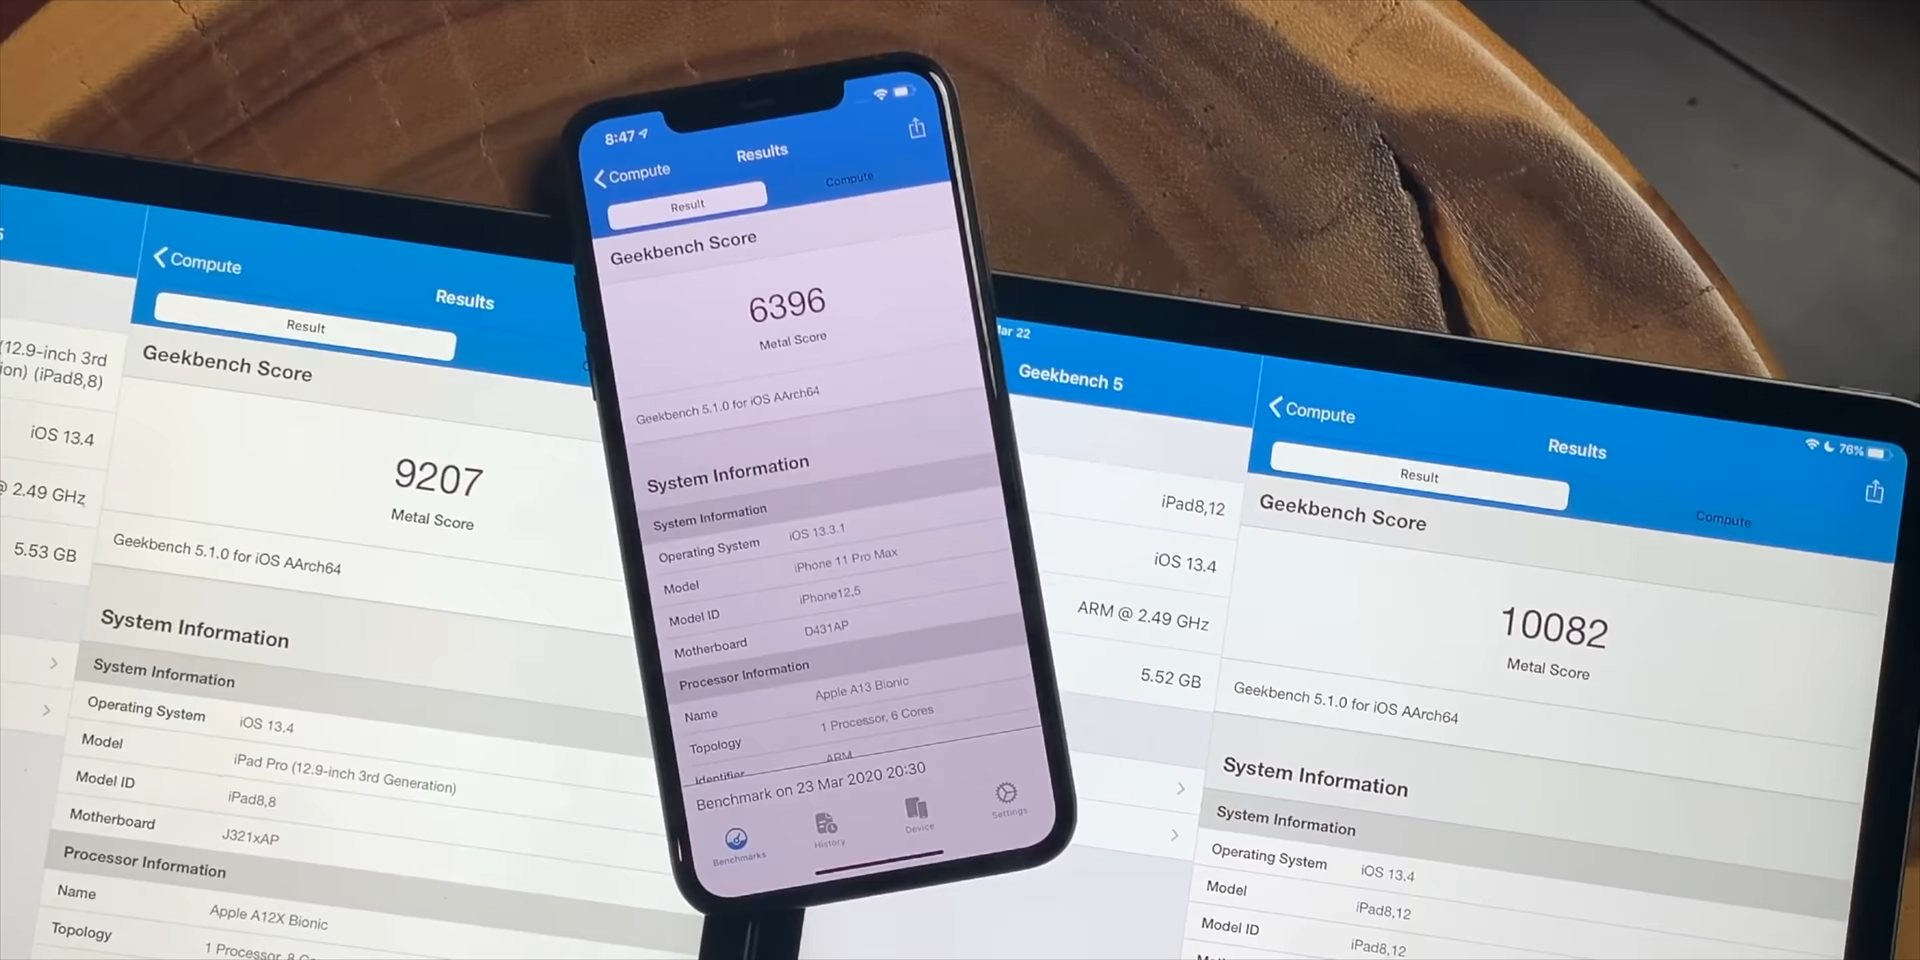 (12.9-inch 3rd
ion) (iPad8,8)
iOS 13.4
@ 2.49 GHz
5.53 GB
Compute
Results
Result
Geekbench Score
9207
Metal Score
Geekbench 5.1.0 for iOS AArch64
System Information
System Information
Operating System iOS 13.4
Model iPad Pro (12.9-inch 3rd Generation)
Model ID iPad8,8
Motherboard J321xAP
Processor Information
Name Apple A12X Bionic
Topology 1 Processor, 8
8:47
Compute
Results
Result
Compute
Geekbench Score
6396
Metal Score
Geekbench 5.1.0 for iOS AArch64
System Information
System Information
Operating System iOS 13.3.1
Model iPhone 11 Pro Max
Model ID iPhone12,5
Motherboard D431AP
Processor Information
Name Apple A13 Bionic
Topology 1 Processor, 6 Cores
Identifier ARM
Benchmark on 23 Mar 2020 20:30
Benchmarks
History
Device
Settings
ar 22
Geekbench 5
iPad8,12
iOS 13.4
ARM @ 2.49 GHz
5.52 GB
76%
Compute
Results
Result
Compute
Geekbench Score
10082
Metal Score
Geekbench 5.1.0 for iOS AArch64
System Information
System Information
Operating System iOS 13.4
Model iPad8,12
Model ID iPad8,12